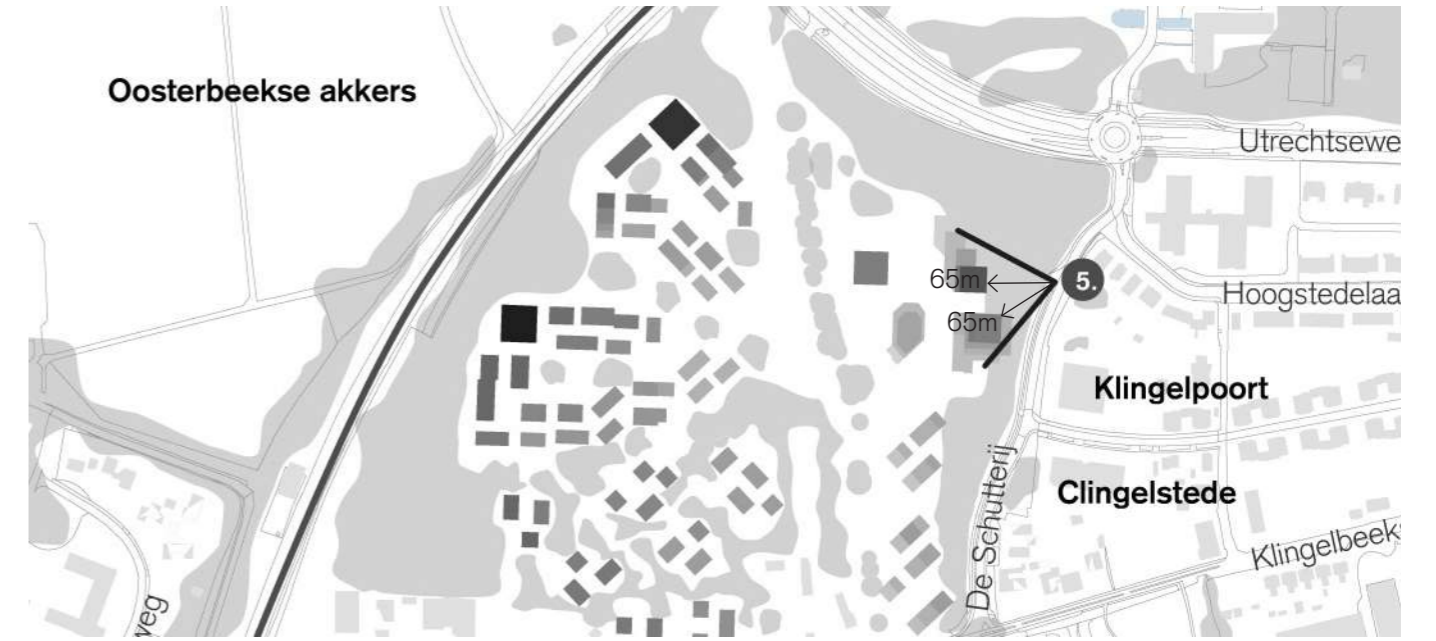 Oosterbeekse akkers
Utrechtsewe
65m
5.
Hoogstedelaa
65m
Klingelpoort
De Schutterij
Clingelstede
Klingelbeeks
weg